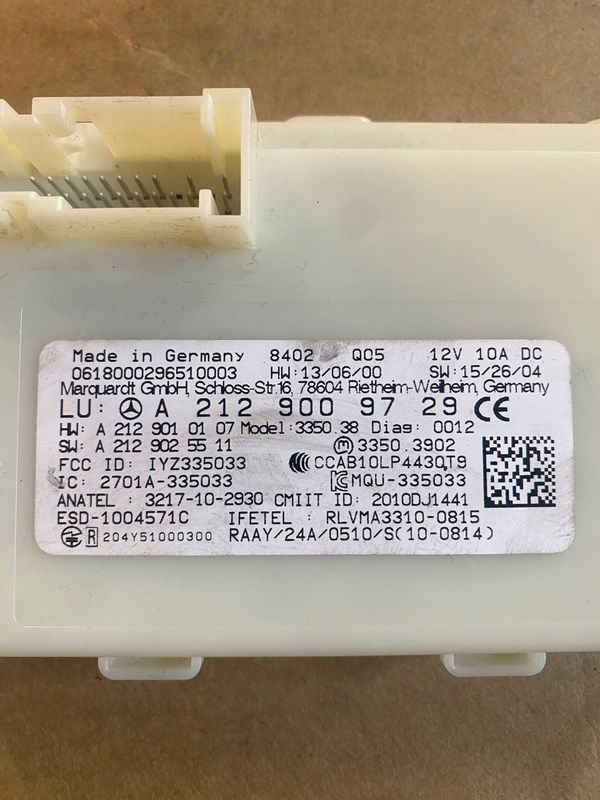 Made in Germany 8402 Q05 12V 10A DC
0618000296510003 HW:13/06/00 SW:15/26/04
Marquardt GmbH, Schloss-Str.16, 78604 Rietheim-Weilheim, Germany
LU: A 212 900 97 29 CE
HW: A 212 901 01 07 Model:3350.38 Diag: 0012
SW: A 212 902 55 11 M 3350.3902
FCC ID: IYZ335033 CCAB10LP4430T9
IC: 2701A-335033 MQU-335033
ANATEL : 3217-10-2930 CMIIT ID: 2010DJ1441
ESD-1004571C IFETEL : RLVMA3310-0815
R 204Y51000300 RAAY/24A/0510/S(10-0814)